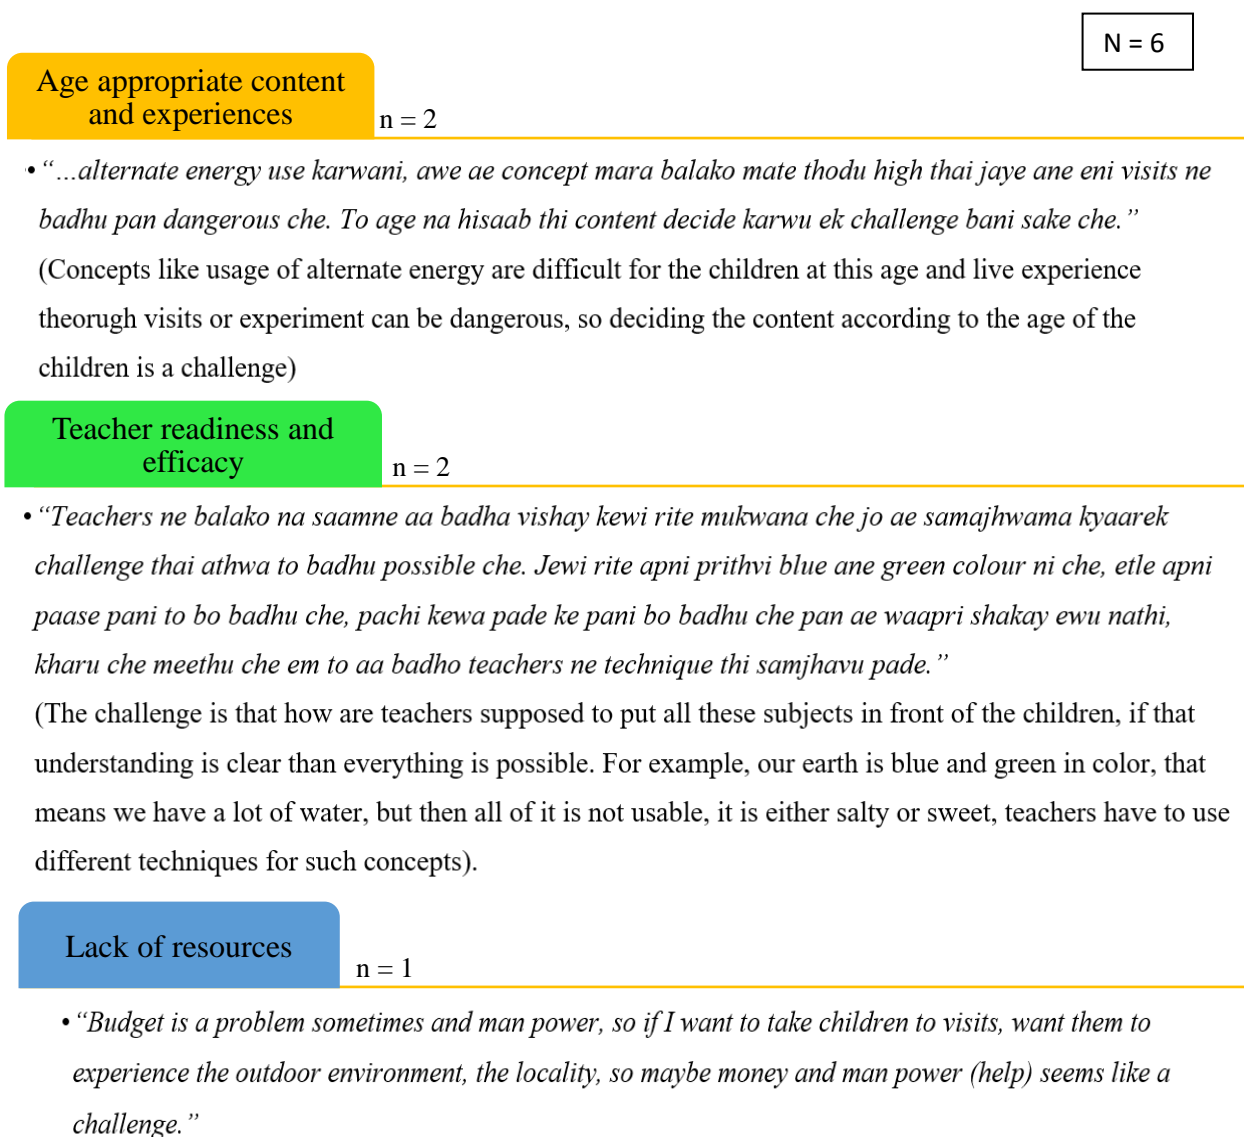 N = 6
Age appropriate content
and experiences
n = 2
• “…alternate energy use karwani, awe ae concept mara balako mate thodu high thai jaye ane eni visits ne
badhu pan dangerous che. To age na hisaab thi content decide karwu ek challenge bani sake che.”
(Concepts like usage of alternate energy are difficult for the children at this age and live experience
theorugh visits or experiment can be dangerous, so deciding the content according to the age of the
children is a challenge)
Teacher readiness and
efficacy
n = 2
• “Teachers ne balako na saamne aa badha vishay kewi rite mukwana che jo ae samajhwama kyaarek
challenge thai athwa to badhu possible che. Jewi rite apni prithvi blue ane green colour ni che, etle apni
paase pani to bo badhu che, pachi kewa pade ke pani bo badhu che pan ae waapri shakay ewu nathi,
kharu che meethu che em to aa badho teachers ne technique thi samjhavu pade.”
(The challenge is that how are teachers supposed to put all these subjects in front of the children, if that
understanding is clear than everything is possible. For example, our earth is blue and green in color, that
means we have a lot of water, but then all of it is not usable, it is either salty or sweet, teachers have to use
different techniques for such concepts).
Lack of resources
n = 1
• “Budget is a problem sometimes and man power, so if I want to take children to visits, want them to
experience the outdoor environment, the locality, so maybe money and man power (help) seems like a
challenge.”